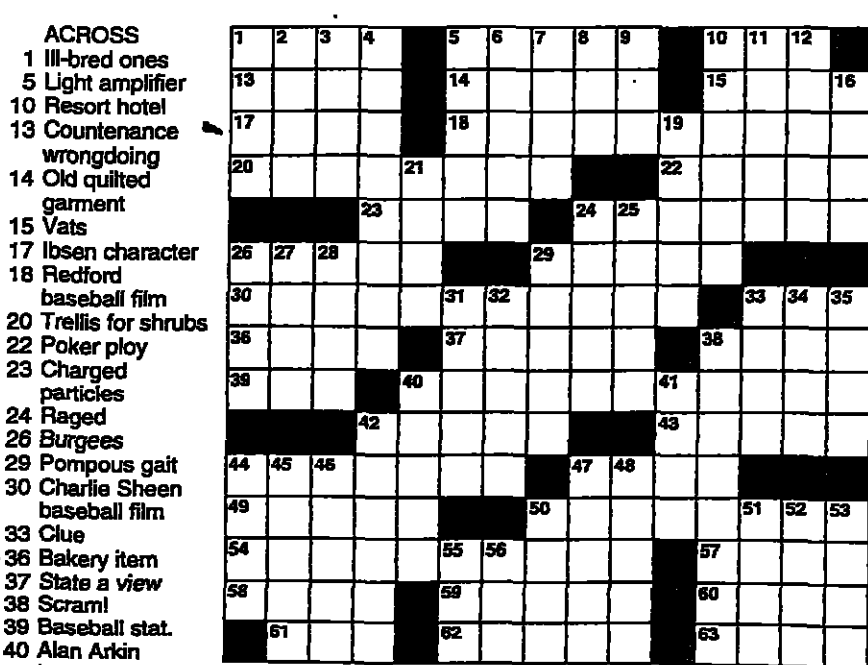 ACROSS
1 Ill-bred ones
5 Light amplifier
10 Resort hotel
13 Countenance
wrongdoing
14 Old quilted
garment
15 Vats
17 Ibsen character
18 Redford
baseball film
20 Trellis for shrubs
22 Poker ploy
23 Charged
particles
24 Raged
26 Burgees
29 Pompous gait
30 Charlie Sheen
baseball film
33 Clue
36 Bakery item
37 State a view
38 Scram!
39 Baseball stat.
40 Alan Arkin
1 2 3 4 5 6 7 8 9 10 11 12
13 14 15 16
17 18 19
20 21 22
23 24 25
26 27 28 29
30 31 32 33 34 35
36 37 38
39 40 41
42 43
44 45 46 47 48
49 50 51 52 53
54 55 56 57
58 59 60
61 62 63